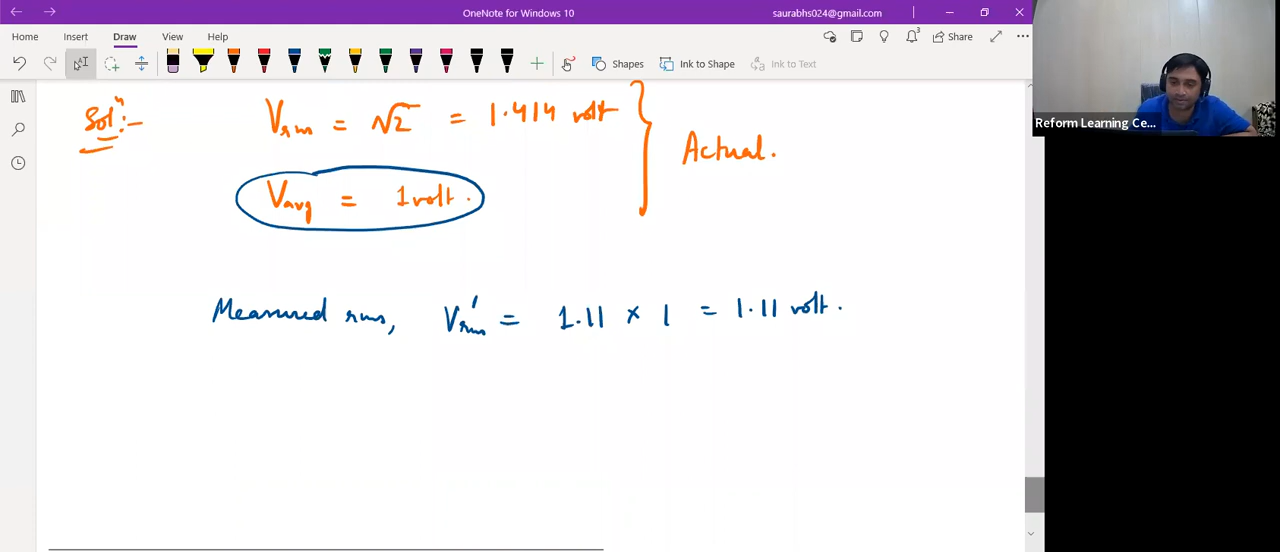 OneNote for Windows 10
saurabhs024@gmail.com
Home Insert Draw View Help
Share
Shapes
Ink to Shape
Ink to Text
3
Reform Learning Ce...
Solⁿ:-
Vrms = √2 = 1.414 volt
Actual.
Vavg = 1 volt.
Measured rms, V'rms = 1.11 × 1 = 1.11 volt.